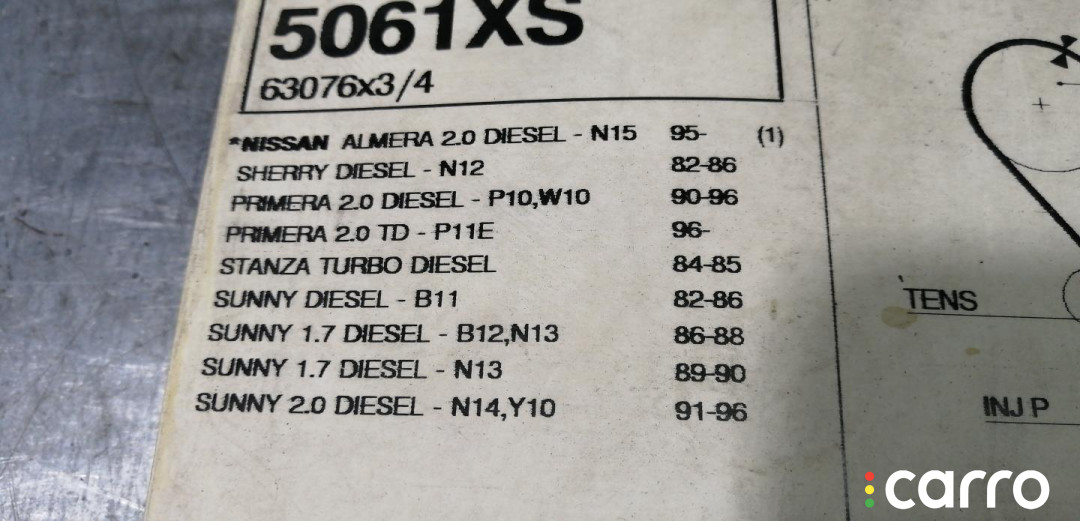 5061XS
63076x3/4
*NISSAN ALMERA 2.0 DIESEL - N15 95- (1)
SHERRY DIESEL - N12 82-86
PRIMERA 2.0 DIESEL - P10,W10 90-96
PRIMERA 2.0 TD - P11E 96-
STANZA TURBO DIESEL 84-85
SUNNY DIESEL - B11 82-86
SUNNY 1.7 DIESEL - B12,N13 86-88
SUNNY 1.7 DIESEL - N13 89-90
SUNNY 2.0 DIESEL - N14,Y10 91-96
TENS
INJ P
carro